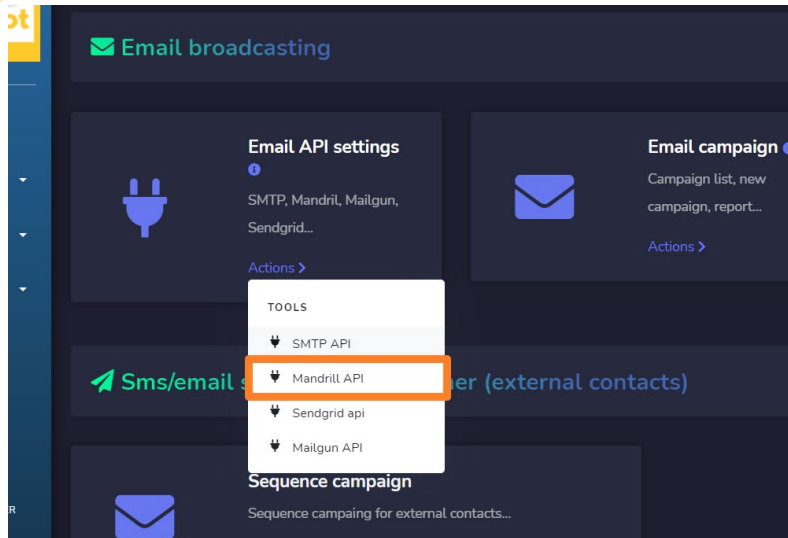 ot
Email broadcasting
Email API settings
SMTP, Mandril, Mailgun,
Sendgrid...
Actions
Email campaign
Campaign list, new
campaign, report...
Actions
TOOLS
SMTP API
Mandrill API
Sendgrid api
Mailgun API
Sms/email s
er (external contacts)
Sequence campaign
Sequence campaing for external contacts...
ER